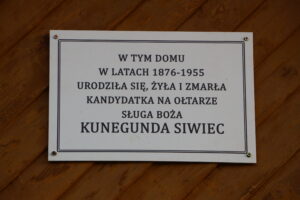 W TYM DOMU
W LATACH 1876-1955
URODZIŁA SIĘ, ŻYŁA I ZMARŁA
KANDYDATKA NA OŁTARZE
SŁUGA BOŻA
KUNEGUNDA SIWIEC